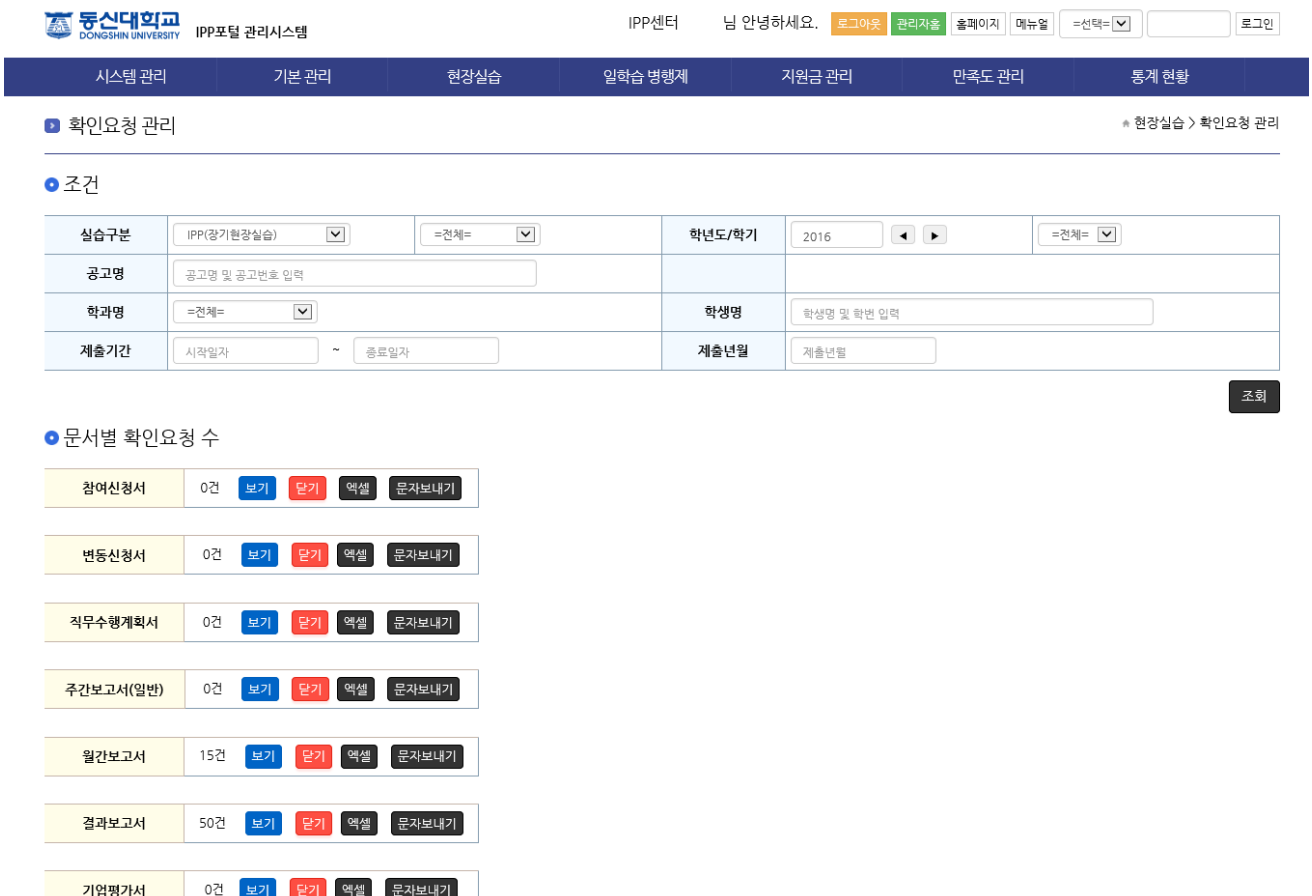 동신대학교
DONGSHIN UNIVERSITY
IPP포털 관리시스템
IPP센터 님 안녕하세요. 로그아웃 관리자홈 홈페이지 메뉴얼 =선택= 로그인
시스템 관리 기본 관리 현장실습 일학습 병행제 지원금 관리 만족도 관리 통계 현황
확인요청 관리
현장실습 > 확인요청 관리
조건
실습구분 IPP(장기현장실습) =전체= 학년도/학기 2016 ◀ ▶ =전체=
공고명 공고명 및 공고번호 입력
학과명 =전체= 학생명 학생명 및 학번 입력
제출기간 시작일자 ~ 종료일자 제출년월 제출년월
조회
문서별 확인요청 수
참여신청서 0건 보기 닫기 엑셀 문자보내기
변동신청서 0건 보기 닫기 엑셀 문자보내기
직무수행계획서 0건 보기 닫기 엑셀 문자보내기
주간보고서(일반) 0건 보기 닫기 엑셀 문자보내기
월간보고서 15건 보기 닫기 엑셀 문자보내기
결과보고서 50건 보기 닫기 엑셀 문자보내기
기업평가서 0건 보기 닫기 엑셀 문자보내기